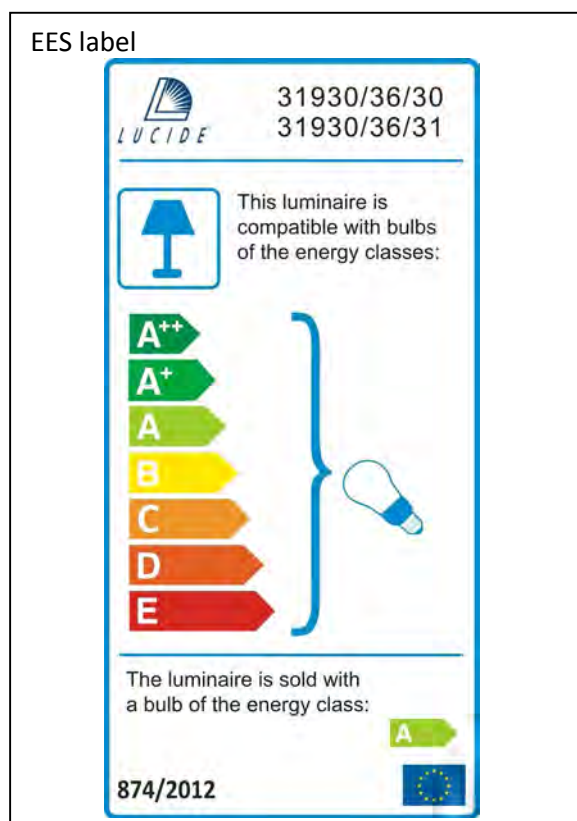 EES label
LUCIDE
31930/36/30
31930/36/31
This luminaire is
compatible with bulbs
of the energy classes:
A++
A+
A
B
C
D
E
The luminaire is sold with
a bulb of the energy class:
A
874/2012